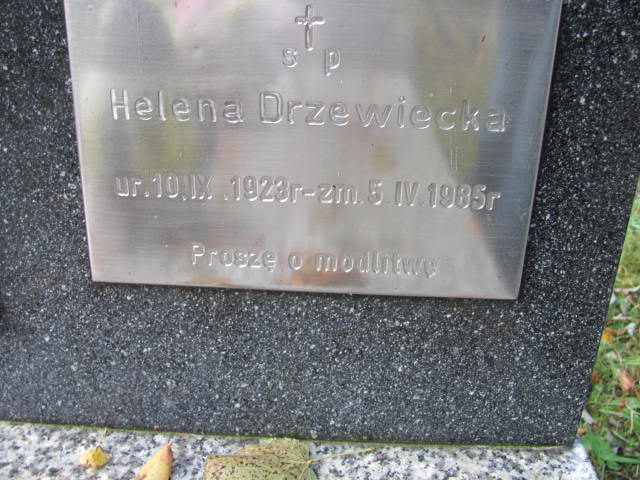 s p
Helena Drzewiecka
ur. 10. IX . 1923r - zm. 5 IV. 1985r
Proszę o modlitwę